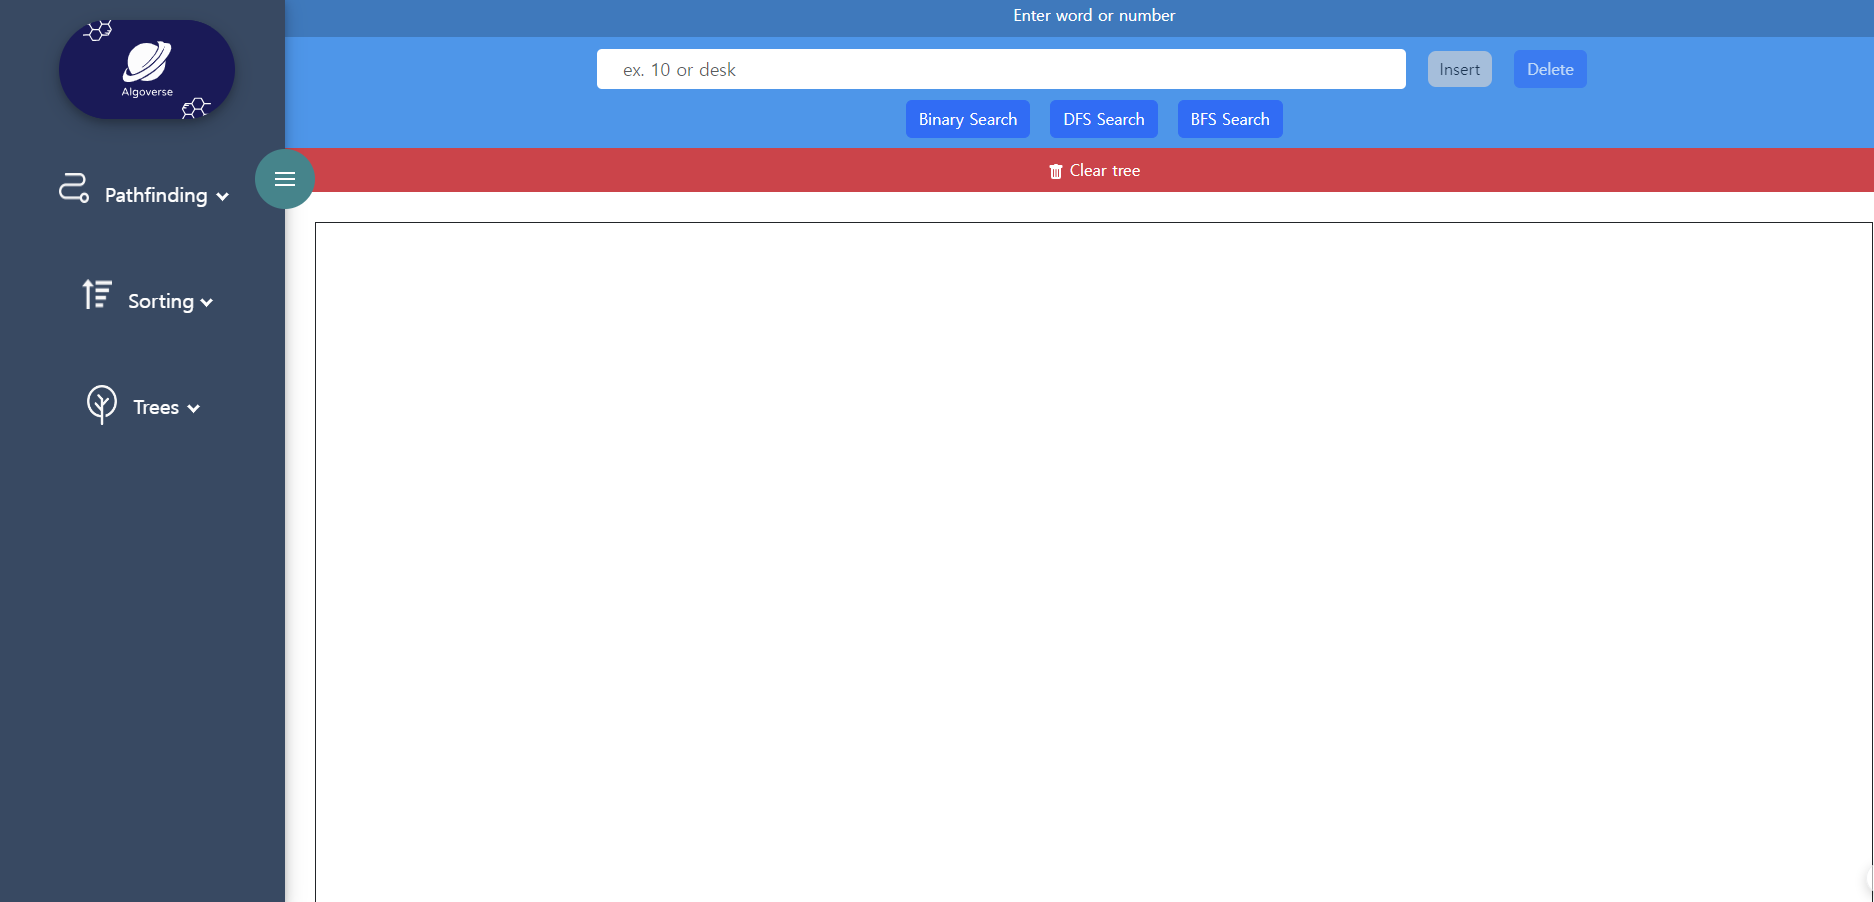 Algoverse
Pathfinding
Sorting
Trees
Enter word or number
ex. 10 or desk
Insert
Delete
Binary Search
DFS Search
BFS Search
Clear tree